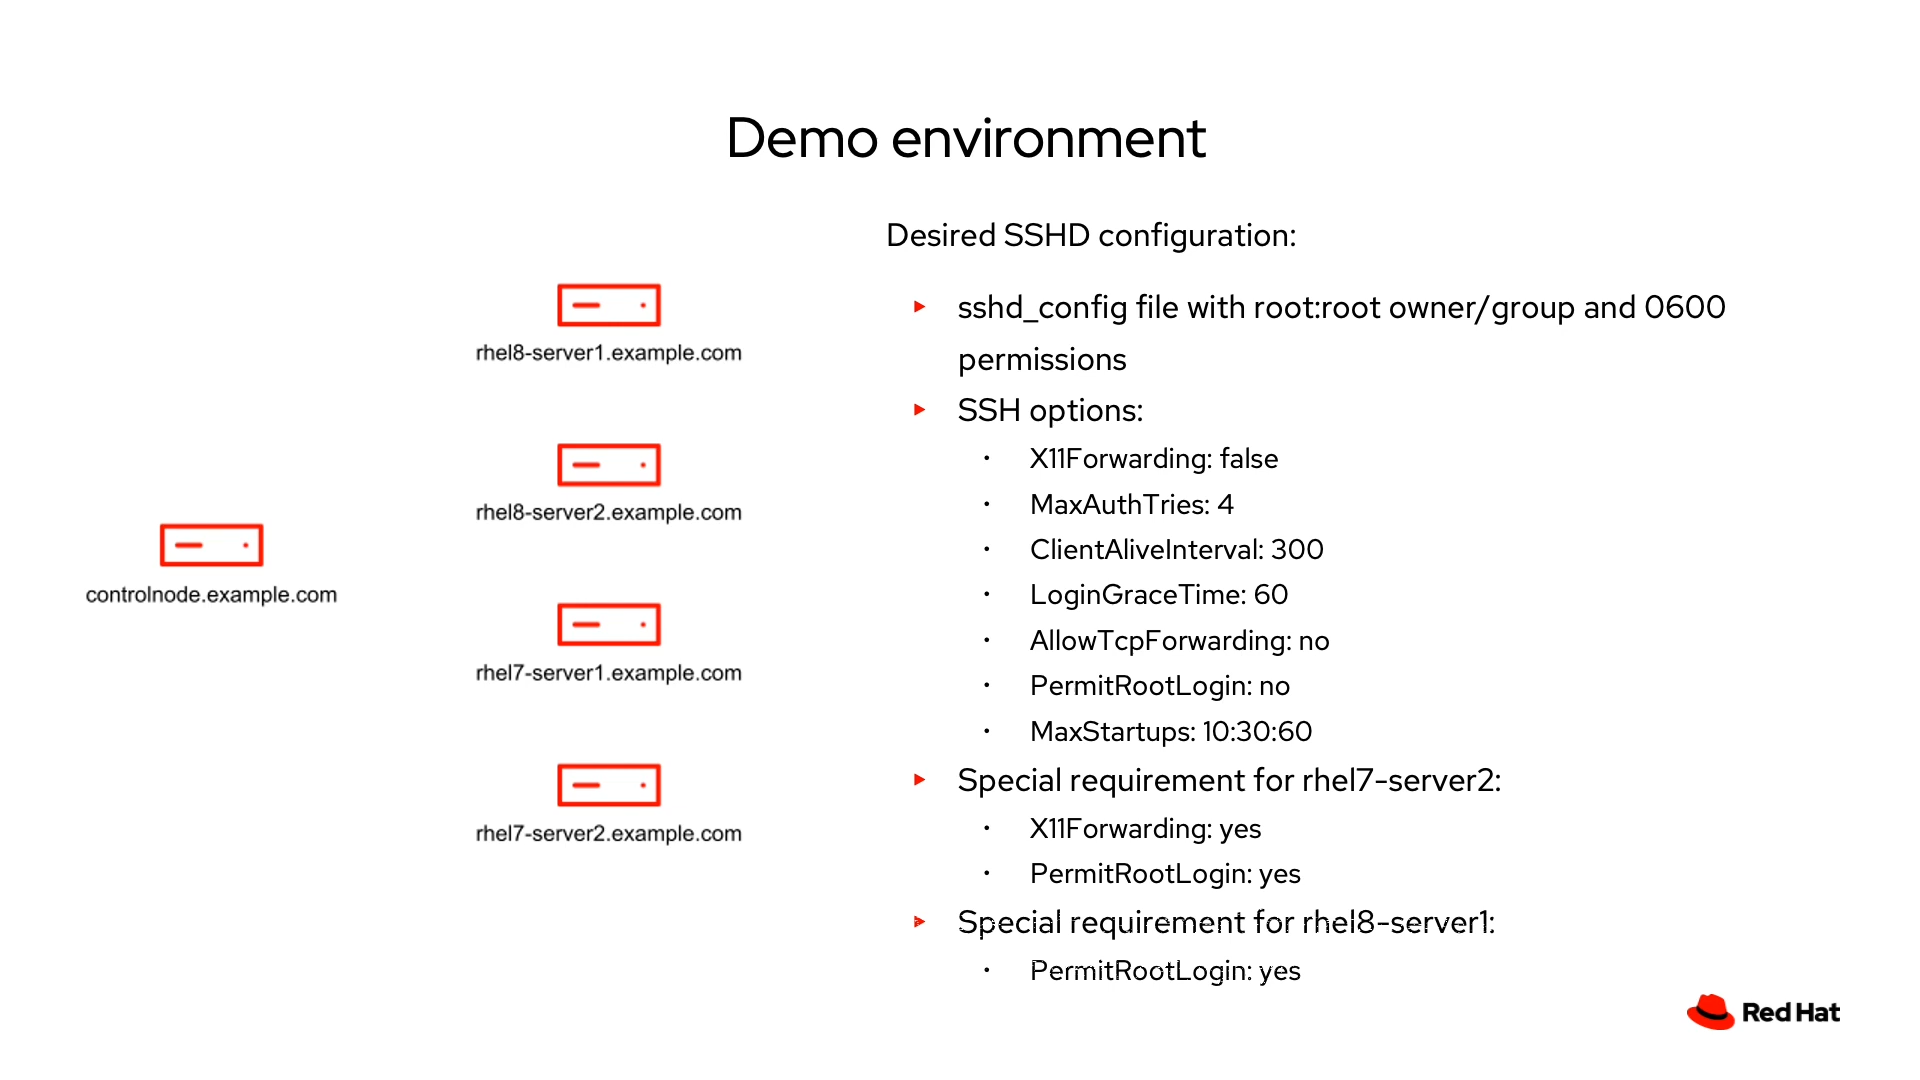 Demo environment
controlnode.example.com
rhel8-server1.example.com
rhel8-server2.example.com
rhel7-server1.example.com
rhel7-server2.example.com
Desired SSHD configuration:
sshd_config file with root:root owner/group and 0600
permissions
SSH options:
X11Forwarding: false
MaxAuthTries: 4
ClientAliveInterval: 300
LoginGraceTime: 60
AllowTcpForwarding: no
PermitRootLogin: no
MaxStartups: 10:30:60
Special requirement for rhel7-server2:
X11Forwarding: yes
PermitRootLogin: yes
Special requirement for rhel8-server1:
PermitRootLogin: yes
Red Hat